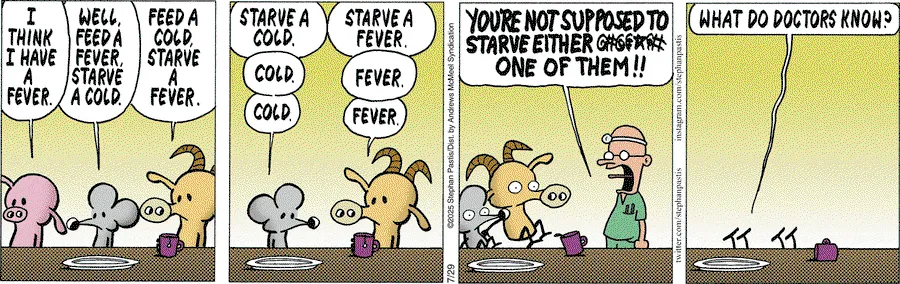 I
THINK
I HAVE
A
FEVER.
WELL,
FEED A
FEVER,
STARVE
A COLD.
FEED A
COLD,
STARVE
A
FEVER.
STARVE A
COLD.
COLD.
COLD.
STARVE A
FEVER.
FEVER.
FEVER.
©2025 Stephan Pastis/Dist. by Andrews McMeel Syndication
7/29
YOU'RE NOT SUPPOSED TO
STARVE EITHER @#@&*#%
ONE OF THEM!!
twitter.com/stephanpastis
instagram.com/stephanpastis
WHAT DO DOCTORS KNOW?